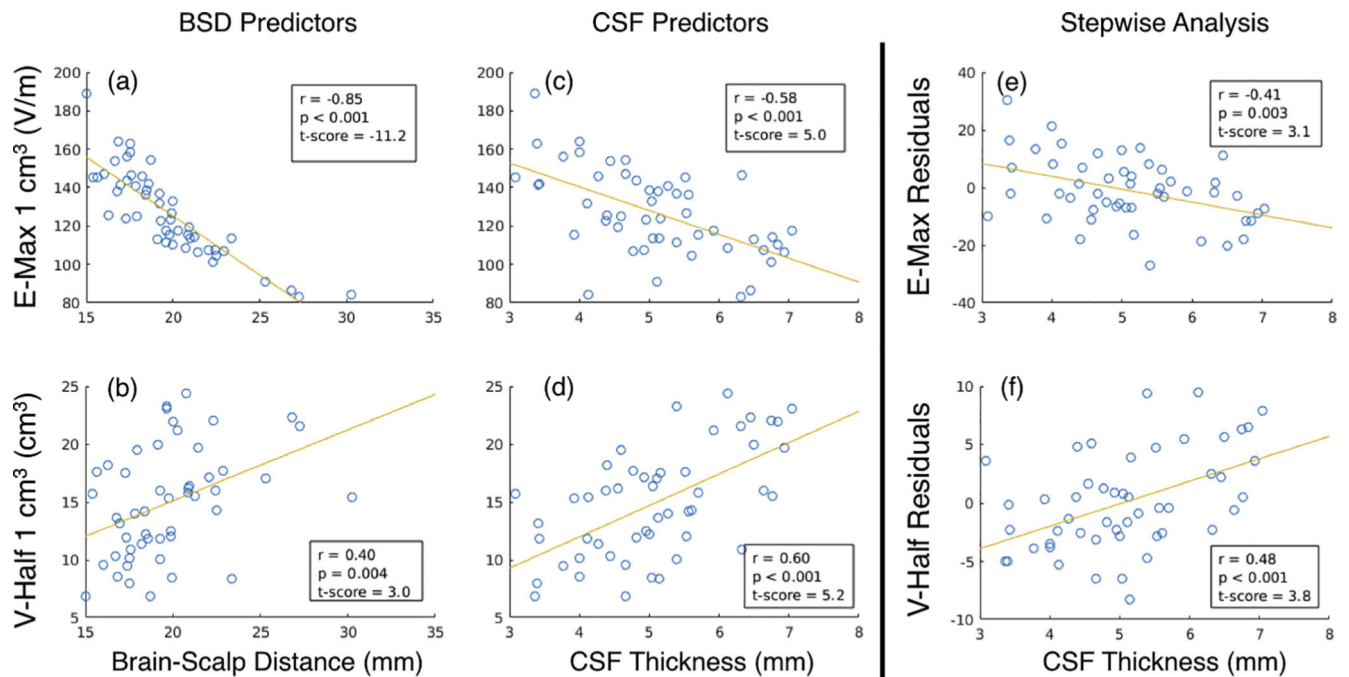 BSD Predictors
CSF Predictors
Stepwise Analysis
E-Max 1 cm³ (V/m)
200
180
160
140
120
100
80
(a)
r = -0.85
p < 0.001
t-score = -11.2
15
20
25
30
35
200
180
160
140
120
100
80
(c)
r = -0.58
p < 0.001
t-score = 5.0
3
4
5
6
7
8
E-Max Residuals
40
20
0
-20
-40
(e)
r = -0.41
p = 0.003
t-score = 3.1
3
4
5
6
7
8
V-Half 1 cm³ (cm³)
25
20
15
10
5
(b)
r = 0.40
p = 0.004
t-score = 3.0
15
20
25
30
35
Brain-Scalp Distance (mm)
25
20
15
10
5
(d)
r = 0.60
p < 0.001
t-score = 5.2
3
4
5
6
7
8
CSF Thickness (mm)
V-Half Residuals
10
5
0
-5
-10
(f)
r = 0.48
p < 0.001
t-score = 3.8
3
4
5
6
7
8
CSF Thickness (mm)